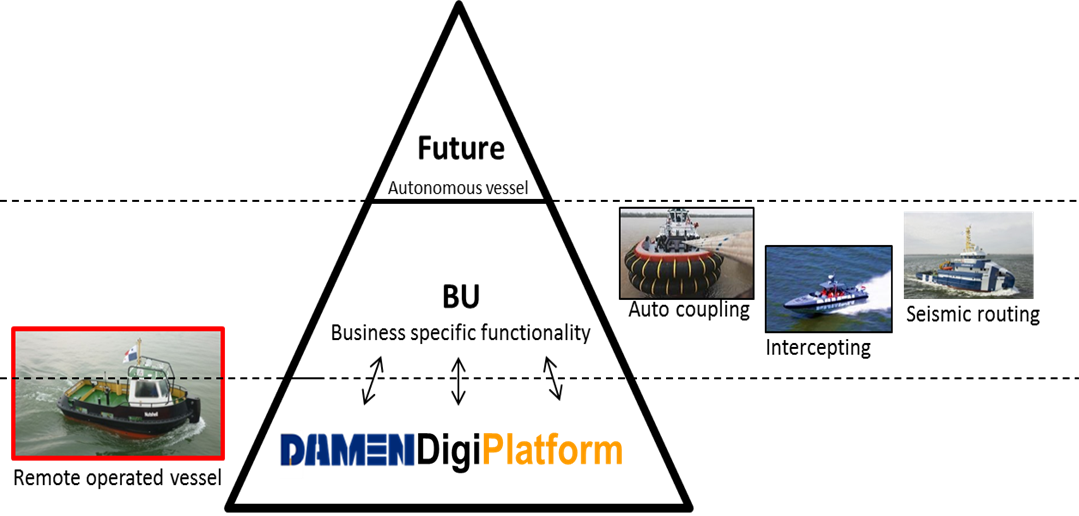 Future
Autonomous vessel
BU
Business specific functionality
Auto coupling
Intercepting
Seismic routing
Remote operated vessel
DAMENDigiPlatform